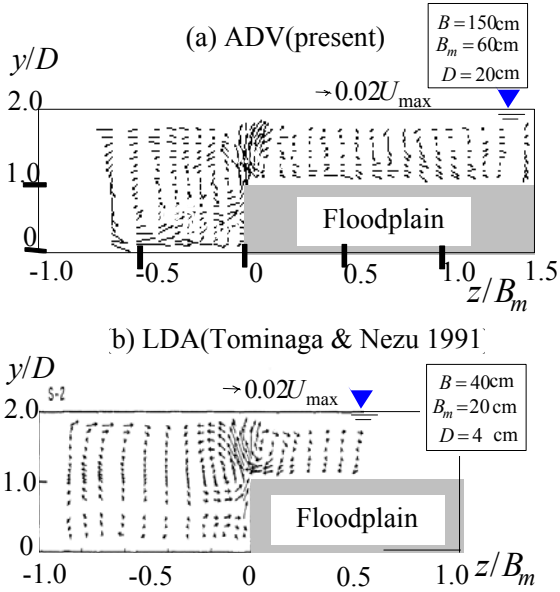 (a) ADV(present)
B = 150cm
B_m = 60cm
D = 20cm
y/D
→0.02U_max
2.0
1.0
0
Floodplain
-1.0 -0.5 0 0.5 1.0 1.5
z/B_m
(b) LDA(Tominaga & Nezu 1991]
B = 40cm
B_m = 20 cm
D = 4 cm
y/D
S-2
→0.02U_max
2.0
1.0
0
Floodplain
-1.0 -0.5 0 0.5 1.0 z/B_m